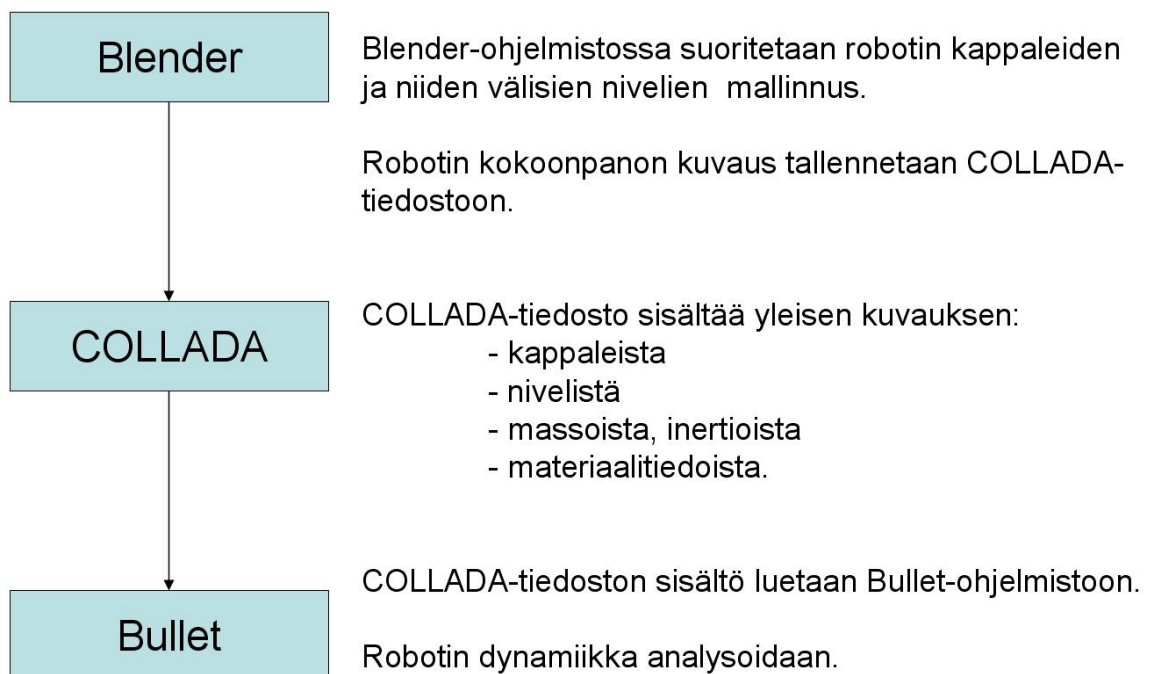 Blender
Blender-ohjelmistossa suoritetaan robotin kappaleiden
ja niiden välisien nivelien mallinnus.
Robotin kokoonpanon kuvaus tallennetaan COLLADA-
tiedostoon.
COLLADA
COLLADA-tiedosto sisältää yleisen kuvauksen:
- kappaleista
- nivelistä
- massoista, inertioista
- materiaalitiedoista.
Bullet
COLLADA-tiedoston sisältö luetaan Bullet-ohjelmistoon.
Robotin dynamiikka analysoidaan.